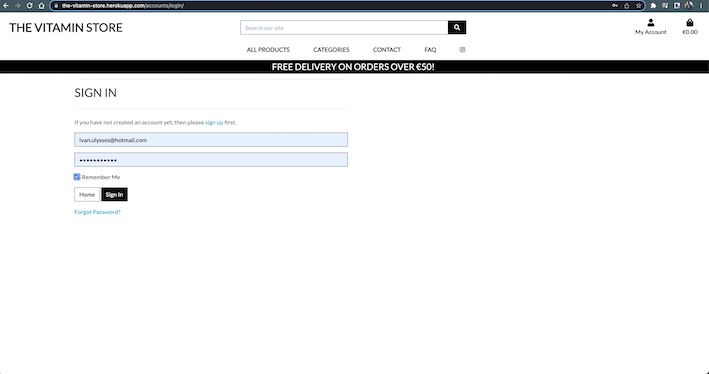 the-vitamin-store.herokuapp.com/accounts/login/
THE VITAMIN STORE
Search our site
My Account
€0.00
ALL PRODUCTS CATEGORIES CONTACT FAQ
FREE DELIVERY ON ORDERS OVER €50!
SIGN IN
If you have not created an account yet, then please sign up first.
ivan.ulysses@hotmail.com
•••••••••••
Remember Me
Home Sign In
Forgot Password?